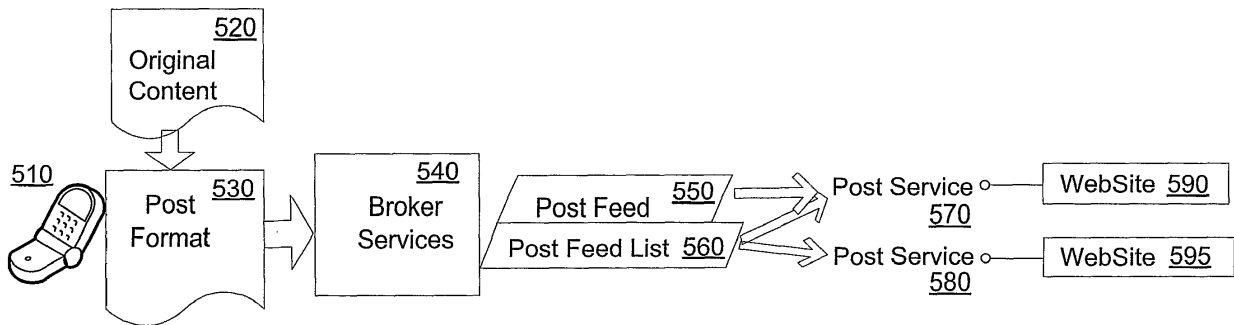 520
Original
Content
510
530
Post
Format
540
Broker
Services
Post Feed 550
Post Feed List 560
Post Service
570
WebSite 590
Post Service
580
WebSite 595